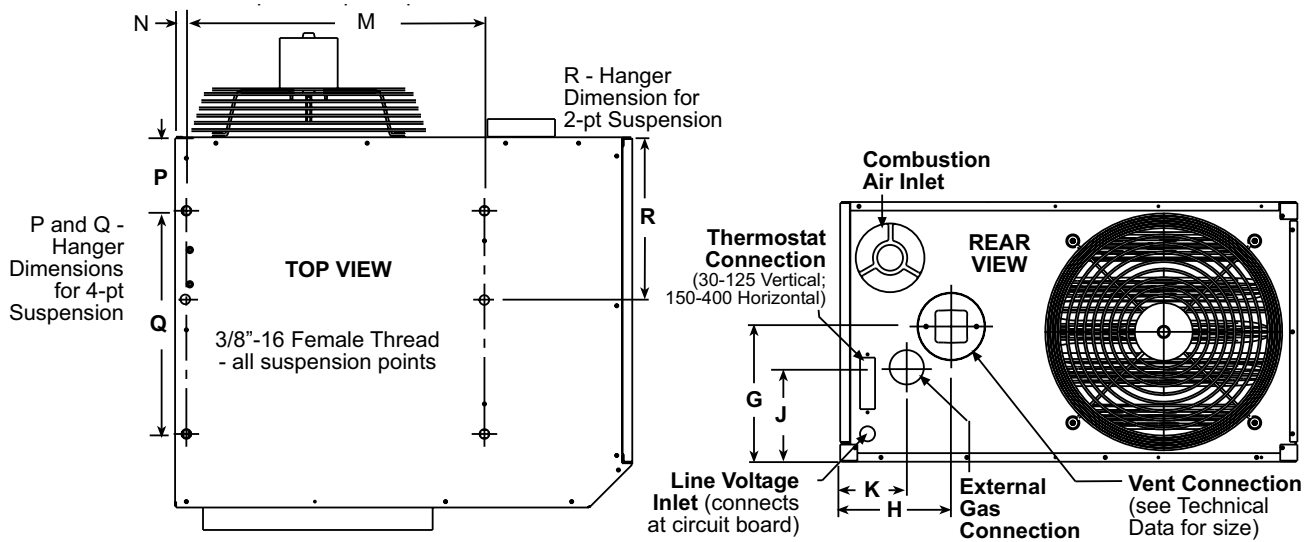 N
M
R - Hanger
Dimension for
2-pt Suspension
P
R
P and Q -
Hanger
Dimensions
for 4-pt
Suspension
TOP VIEW
Q
3/8”-16 Female Thread
- all suspension points
Combustion
Air Inlet
Thermostat
Connection
(30-125 Vertical;
150-400 Horizontal)
REAR
VIEW
G
J
K
H
Line Voltage
Inlet (connects
at circuit board)
External
Gas
Connection
Vent Connection
(see Technical
Data for size)